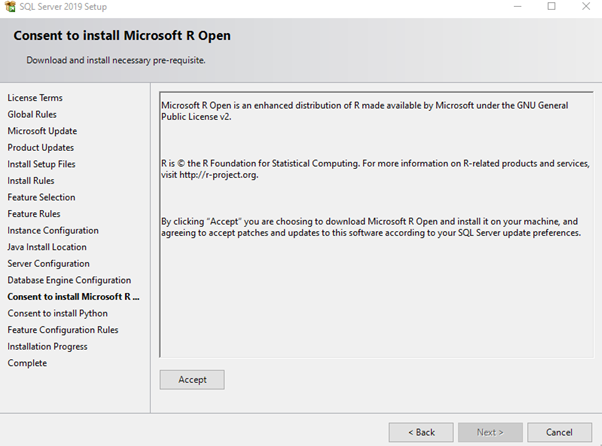 SQL Server 2019 Setup
Consent to install Microsoft R Open
Download and install necessary pre-requisite.
License Terms
Global Rules
Microsoft Update
Product Updates
Install Setup Files
Install Rules
Feature Selection
Feature Rules
Instance Configuration
Java Install Location
Server Configuration
Database Engine Configuration
Consent to install Microsoft R ...
Consent to install Python
Feature Configuration Rules
Installation Progress
Complete
Microsoft R Open is an enhanced distribution of R made available by Microsoft under the GNU General
Public License v2.
R is © the R Foundation for Statistical Computing. For more information on R-related products and services,
visit http://r-project.org.
By clicking "Accept" you are choosing to download Microsoft R Open and install it on your machine, and
agreeing to accept patches and updates to this software according to your SQL Server update preferences.
Accept
< Back
Next >
Cancel